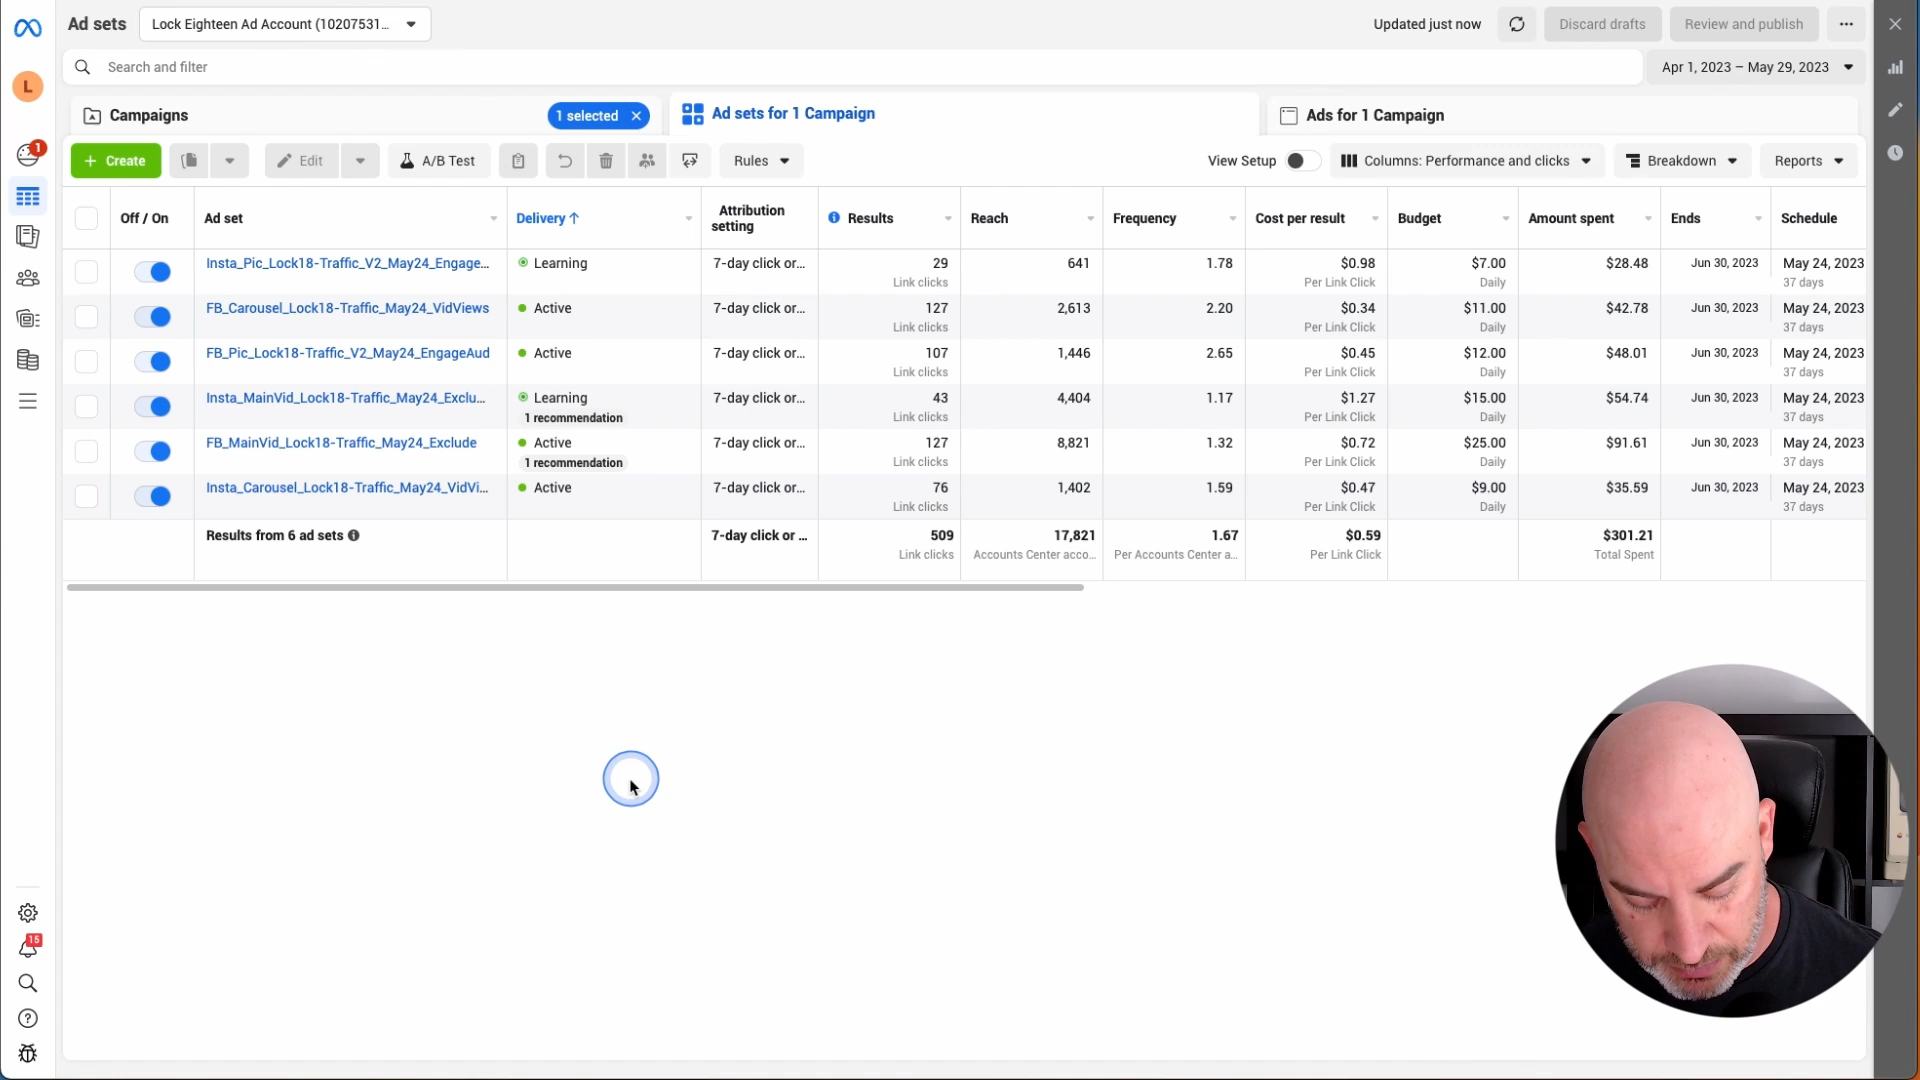 Ad sets
Lock Eighteen Ad Account (10207531...
Updated just now
Discard drafts
Review and publish
Search and filter
Apr 1, 2023 – May 29, 2023
L
Campaigns
1 selected
Ad sets for 1 Campaign
Ads for 1 Campaign
1
+ Create
Edit
A/B Test
Rules
View Setup
Columns: Performance and clicks
Breakdown
Reports
Off / On
Ad set
Delivery ↑
Attribution setting
Results
Reach
Frequency
Cost per result
Budget
Amount spent
Ends
Schedule
Insta_Pic_Lock18-Traffic_V2_May24_Engage... Learning 7-day click or... 29 641 1.78 $0.98 $7.00 $28.48 Jun 30, 2023 May 24, 2023
Link clicks Per Link Click Daily 37 days
FB_Carousel_Lock18-Traffic_May24_VidViews Active 7-day click or... 127 2,613 2.20 $0.34 $11.00 $42.78 Jun 30, 2023 May 24, 2023
Link clicks Per Link Click Daily 37 days
FB_Pic_Lock18-Traffic_V2_May24_EngageAud Active 7-day click or... 107 1,446 2.65 $0.45 $12.00 $48.01 Jun 30, 2023 May 24, 2023
Link clicks Per Link Click Daily 37 days
Insta_MainVid_Lock18-Traffic_May24_Exclu... Learning 7-day click or... 43 4,404 1.17 $1.27 $15.00 $54.74 Jun 30, 2023 May 24, 2023
1 recommendation Link clicks Per Link Click Daily 37 days
FB_MainVid_Lock18-Traffic_May24_Exclude Active 7-day click or... 127 8,821 1.32 $0.72 $25.00 $91.61 Jun 30, 2023 May 24, 2023
1 recommendation Link clicks Per Link Click Daily 37 days
Insta_Carousel_Lock18-Traffic_May24_VidVi... Active 7-day click or... 76 1,402 1.59 $0.47 $9.00 $35.59 Jun 30, 2023 May 24, 2023
Link clicks Per Link Click Daily 37 days
Results from 6 ad sets 7-day click or ... 509 17,821 1.67 $0.59 $301.21
Link clicks Accounts Center acco... Per Accounts Center a... Per Link Click Total Spent
15